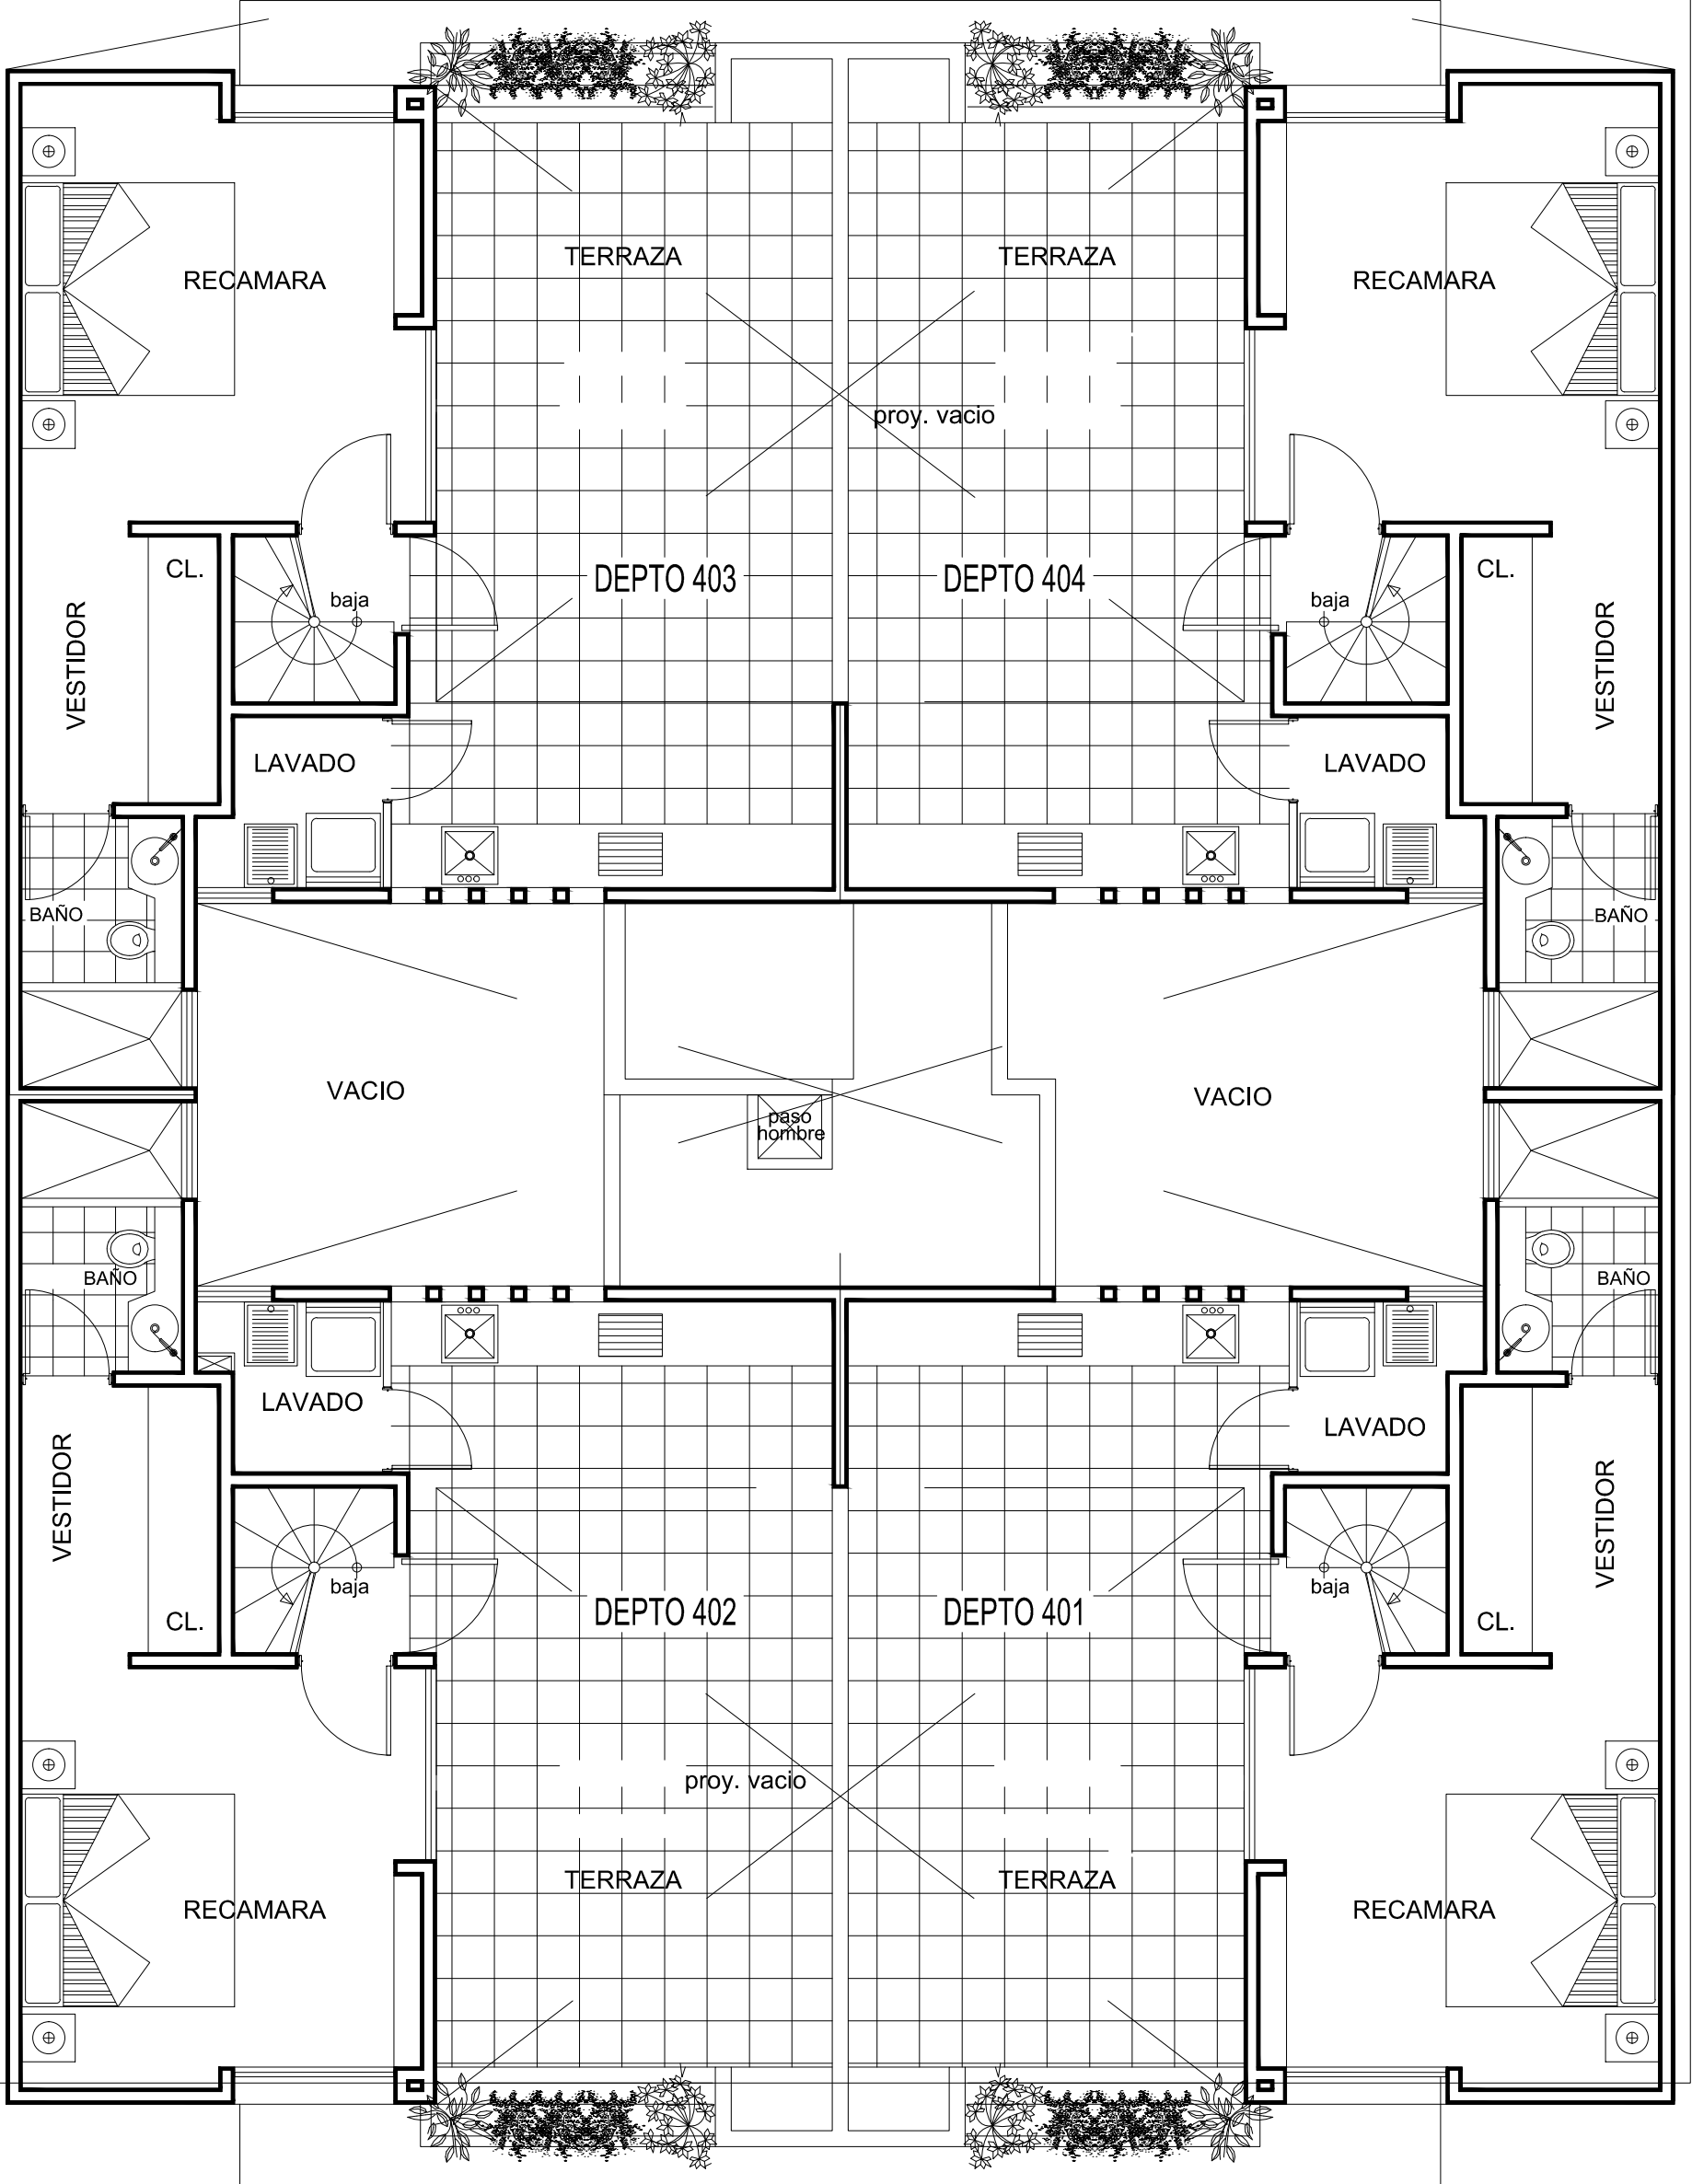 TERRAZA
TERRAZA
RECAMARA
RECAMARA
proy. vacio
CL.
DEPTO 403
DEPTO 404
CL.
baja
baja
VESTIDOR
VESTIDOR
LAVADO
LAVADO
BAÑO
BAÑO
VACIO
VACIO
paso
hombre
BAÑO
BAÑO
LAVADO
LAVADO
VESTIDOR
VESTIDOR
baja
baja
CL.
DEPTO 402
DEPTO 401
CL.
proy. vacio
TERRAZA
TERRAZA
RECAMARA
RECAMARA